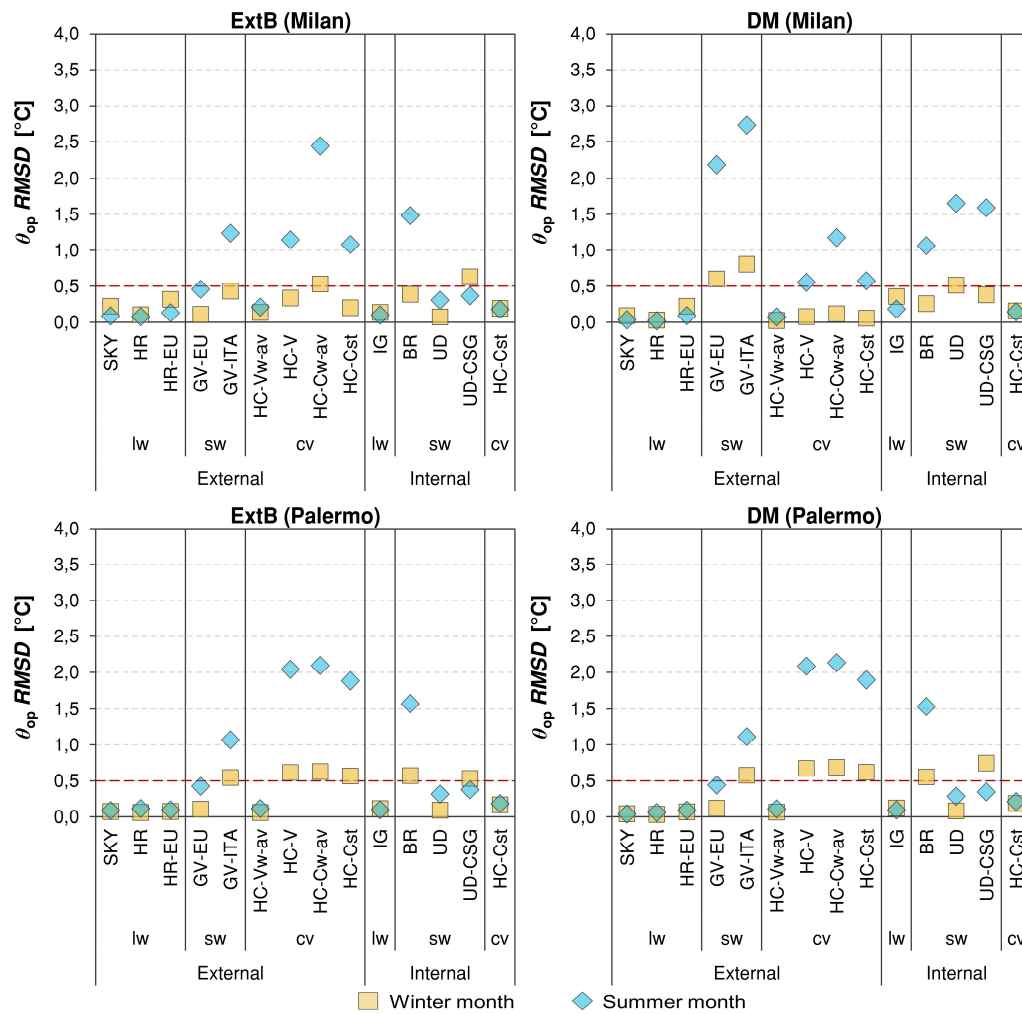 ExtB (Milan)
4,0
3,5
3,0
2,5
2,0
1,5
1,0
0,5
0,0
θop RMSD [°C]
SKY
HR
HR-EU
GV-EU
GV-ITA
HC-Vw-av
HC-V
HC-Cw-av
HC-Cst
IG
BR
UD
UD-CSG
HC-Cst
lw sw cv lw sw cv
External Internal
DM (Milan)
4,0
3,5
3,0
2,5
2,0
1,5
1,0
0,5
0,0
θop RMSD [°C]
SKY
HR
HR-EU
GV-EU
GV-ITA
HC-Vw-av
HC-V
HC-Cw-av
HC-Cst
IG
BR
UD
UD-CSG
HC-Cst
lw sw cv lw sw cv
External Internal
ExtB (Palermo)
4,0
3,5
3,0
2,5
2,0
1,5
1,0
0,5
0,0
θop RMSD [°C]
SKY
HR
HR-EU
GV-EU
GV-ITA
HC-Vw-av
HC-V
HC-Cw-av
HC-Cst
IG
BR
UD
UD-CSG
HC-Cst
lw sw cv lw sw cv
External Internal
DM (Palermo)
4,0
3,5
3,0
2,5
2,0
1,5
1,0
0,5
0,0
θop RMSD [°C]
SKY
HR
HR-EU
GV-EU
GV-ITA
HC-Vw-av
HC-V
HC-Cw-av
HC-Cst
IG
BR
UD
UD-CSG
HC-Cst
lw sw cv lw sw cv
External Internal
Winter month Summer month